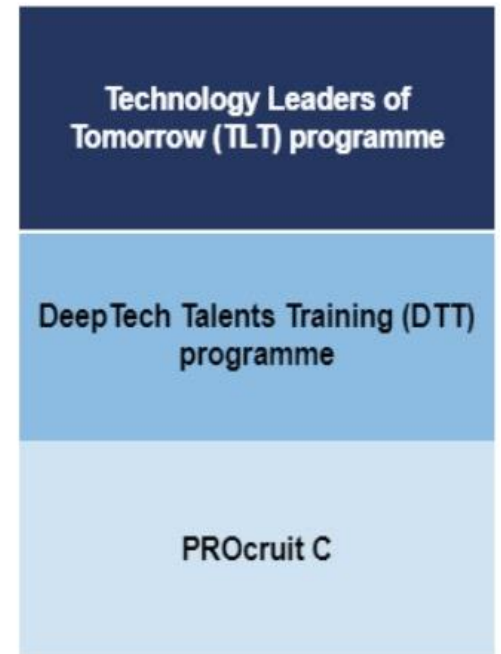 Technology Leaders of
Tomorrow (TLT) programme
DeepTech Talents Training (DTT)
programme
PROcruit C